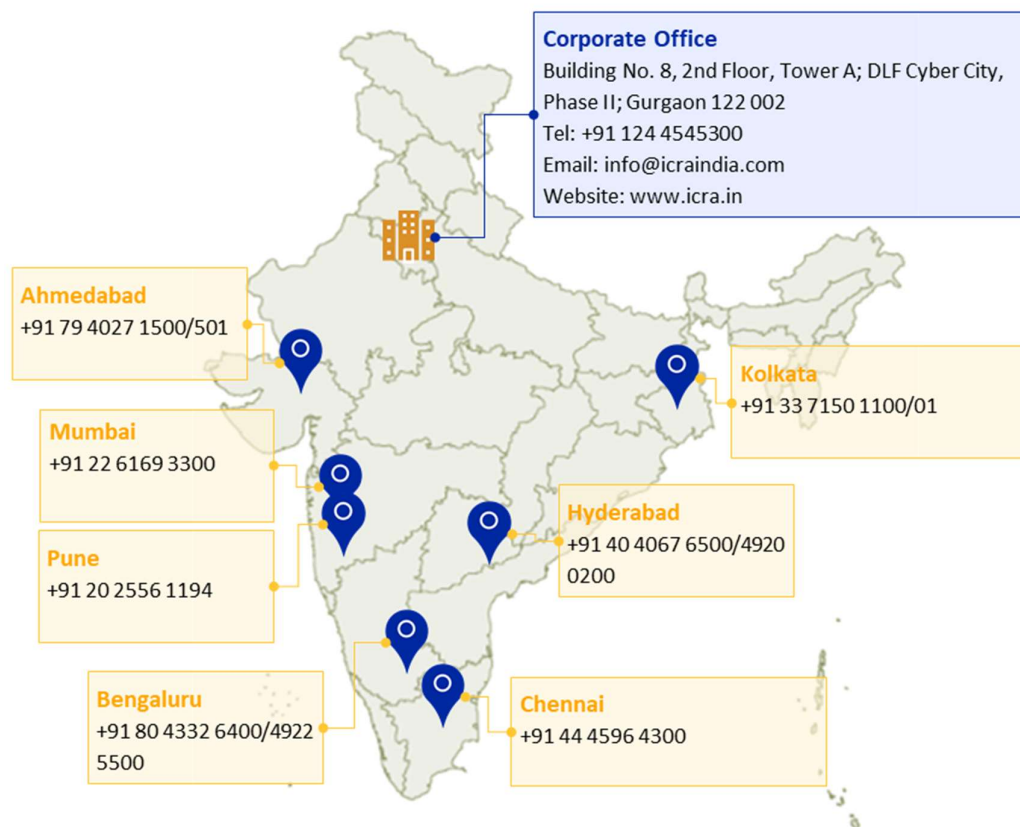 Corporate Office
Building No. 8, 2nd Floor, Tower A; DLF Cyber City,
Phase II; Gurgaon 122 002
Tel: +91 124 4545300
Email: info@icraindia.com
Website: www.icra.in
Ahmedabad
+91 79 4027 1500/501
Kolkata
+91 33 7150 1100/01
Mumbai
+91 22 6169 3300
Hyderabad
+91 40 4067 6500/4920
0200
Pune
+91 20 2556 1194
Bengaluru
+91 80 4332 6400/4922
5500
Chennai
+91 44 4596 4300